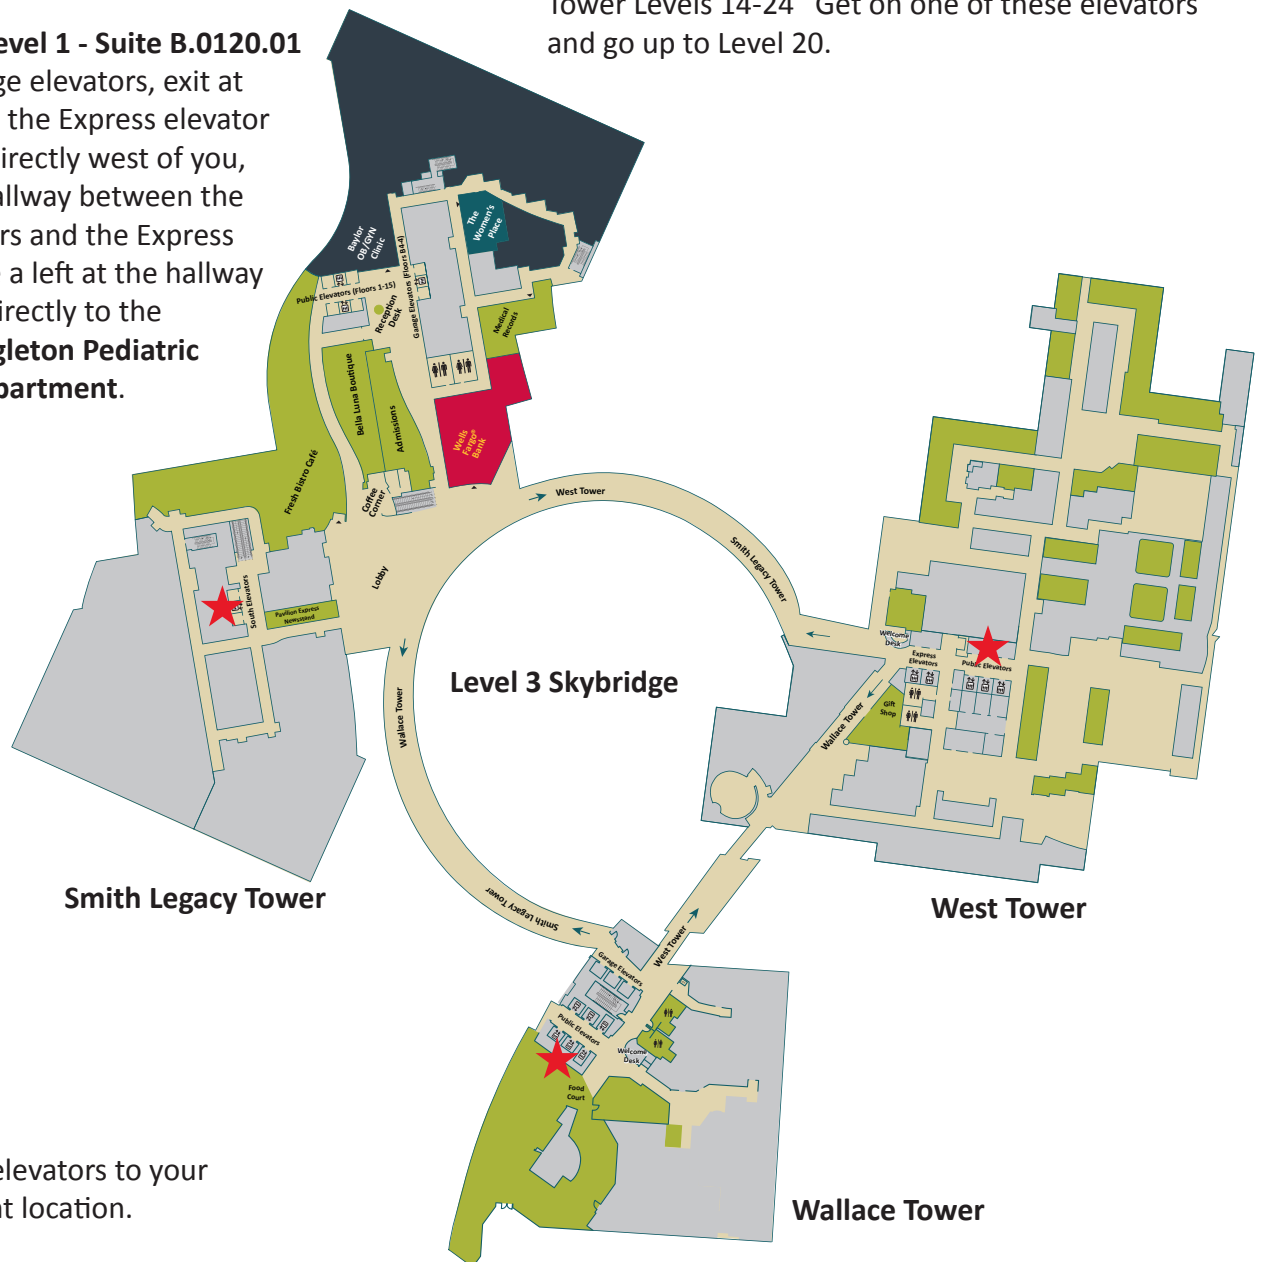 Tower Levels 14-24   Get on one of these elevators
and go up to Level 20.
evel 1 - Suite B.0120.01
ge elevators, exit at
the Express elevator
irectly west of you,
allway between the
rs and the Express
a left at the hallway
irectly to the
gleton Pediatric
partment.
Baylor
OB/GYN
Clinic
The
Women's
Place
Public Elevators (Floors 1-15)
Reception
Desk
Garage Elevators (Floors B4-4)
Medical
Records
Bella Luna Boutique
Admissions
Wells
Fargo®
Bank
Fresh Bistro Café
Coffee
Corner
Lobby
South Elevators
Pavilion Express
Newsstand
West Tower
Smith Legacy Tower
Level 3 Skybridge
Wallace Tower
Smith Legacy Tower
Welcome
Desk
Express
Elevators
Public Elevators
Gift
Shop
Wallace Tower
Smith Legacy Tower
West Tower
West Tower
Garage Elevators
Public Elevators
Welcome
Desk
Food
Court
Wallace Tower
elevators to your
t location.